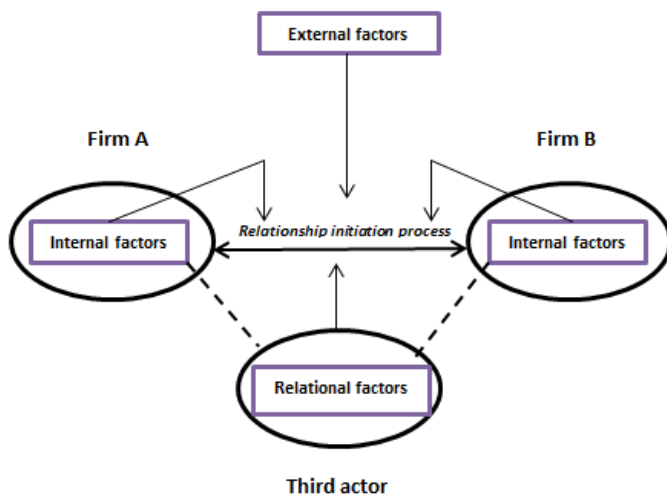 External factors
Firm A
Firm B
Internal factors
Relationship initiation process
Internal factors
Relational factors
Third actor